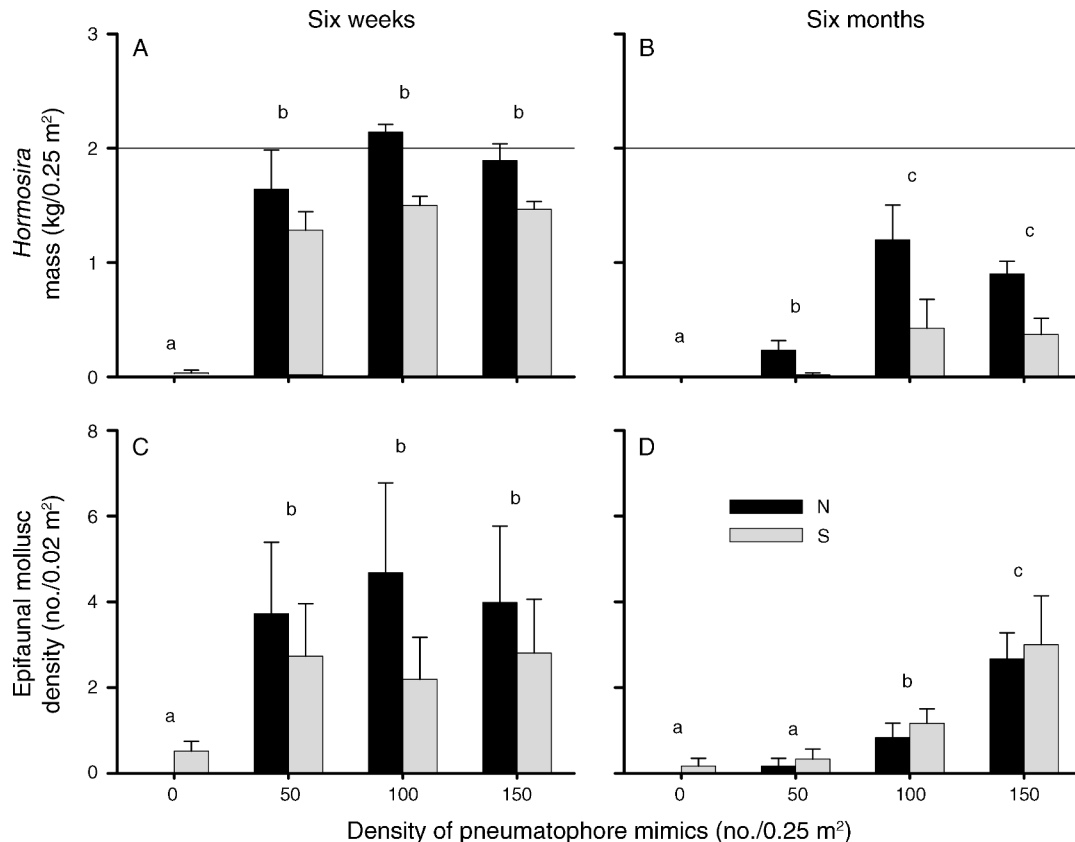 Six weeks
Six months
A
B
3
2
1
0
Hormosira
mass (kg/0.25 m²)
a
b
b
b
a
b
c
c
C
D
8
6
4
2
0
Epifaunal mollusc
density (no./0.02 m²)
a
b
b
b
a
a
b
c
N
S
0
50
100
150
0
50
100
150
Density of pneumatophore mimics (no./0.25 m²)